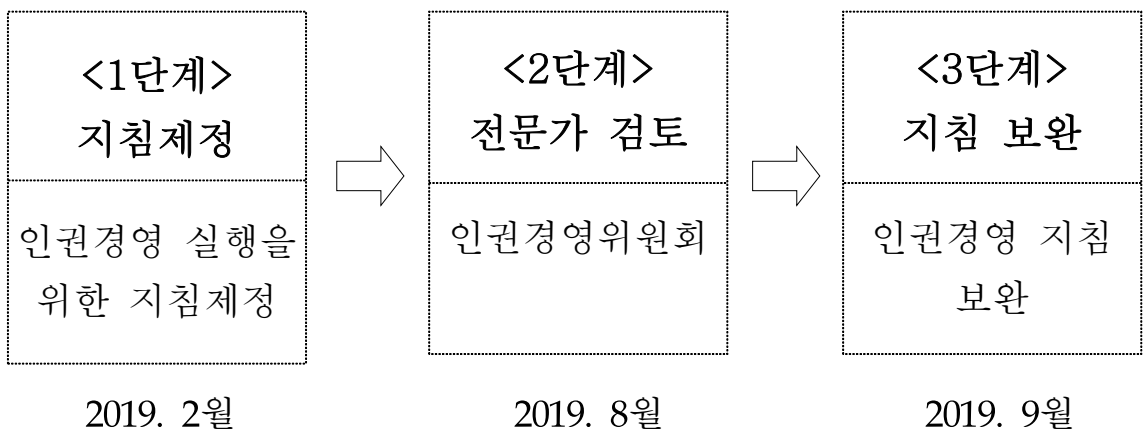 <1단계>
지침제정
인권경영 실행을
위한 지침제정
2019. 2월
<2단계>
전문가 검토
인권경영위원회
2019. 8월
<3단계>
지침 보완
인권경영 지침
보완
2019. 9월